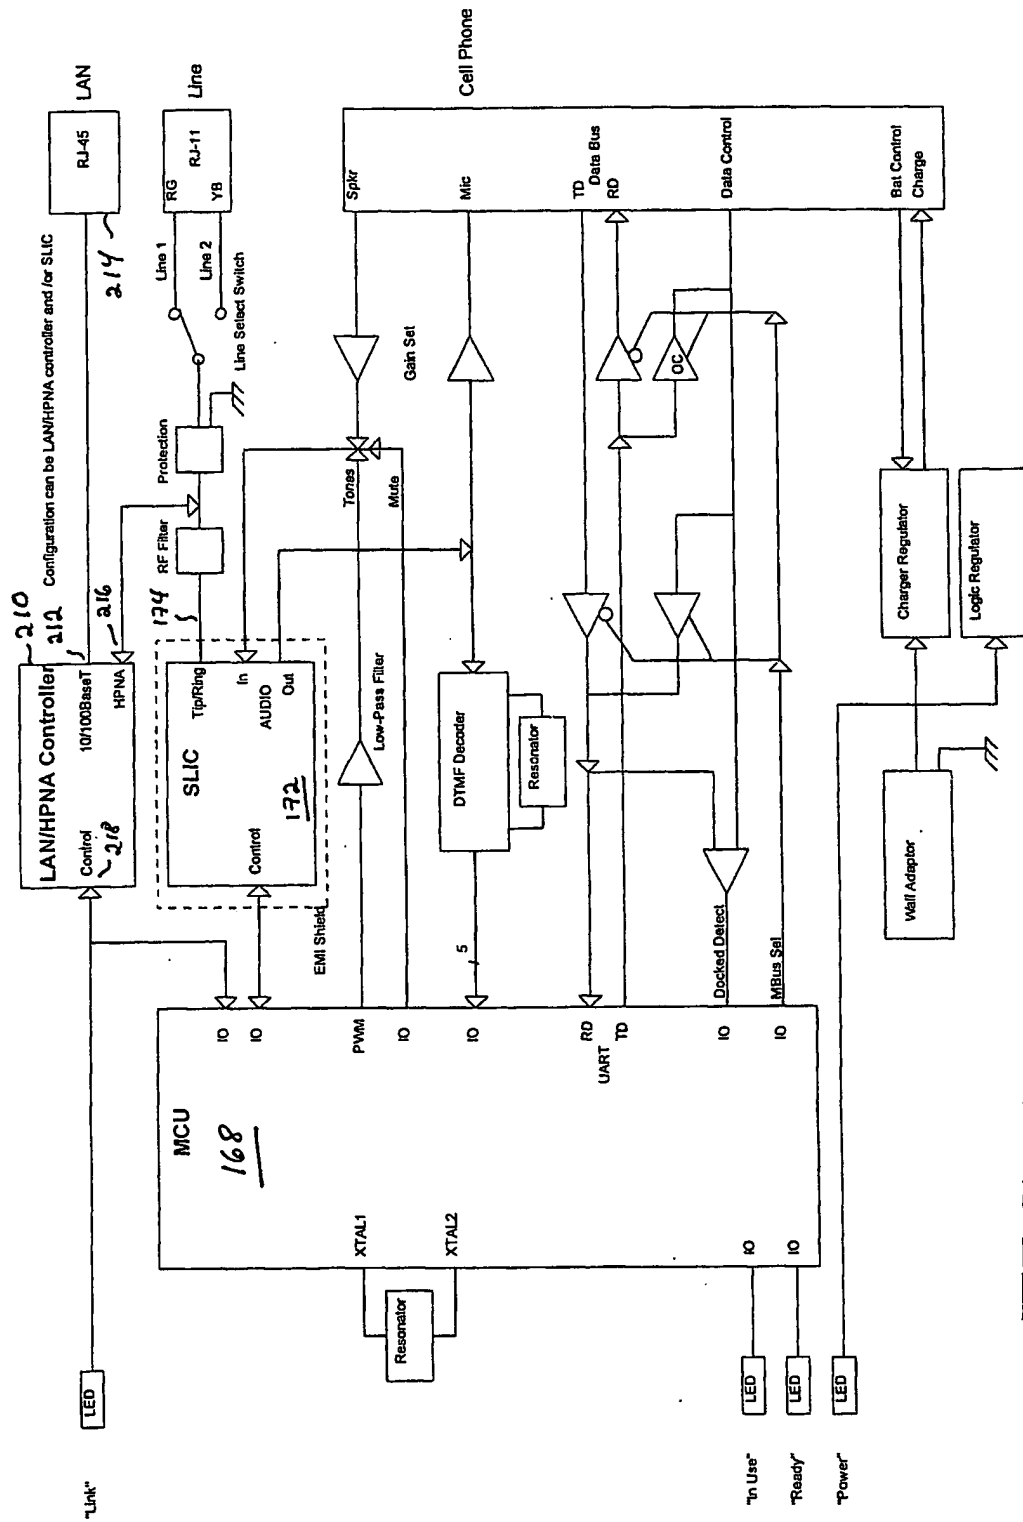 "Link"
LED
210
212
LAN/HPNA Controller
Control
218
10/100BaseT
216
HPNA
Configuration can be LAN/HPNA controller and /or SLIC
RJ-45
LAN
214
RJ-11
Line
RG
YB
Line 1
Line 2
Line Select Switch
Protection
RF Filter
174
SLIC
Tip/Ring
In
AUDIO
Out
Control
172
EMI Shield
Low-Pass Filter
Tones
Mute
Gain Set
Cell Phone
Spkr
Mic
TD
Data Bus
RD
Data Control
Bat Control
Charge
OC
DTMF Decoder
Resonator
5
MCU
168
IO
IO
PWM
IO
IO
RD
UART
TD
IO
IO
Docked Detect
MBus Sel
XTAL1
XTAL2
Resonator
IO
IO
"In Use"
LED
"Ready"
LED
"Power"
LED
Wall Adaptor
Charger Regulator
Logic Regulator